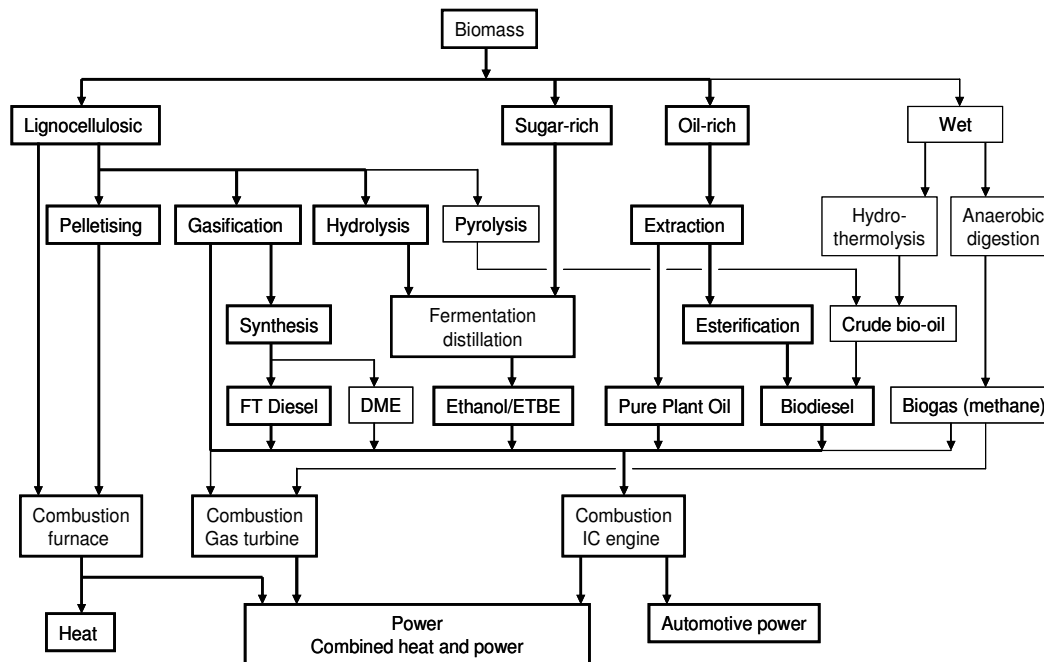 Biomass
Lignocellulosic
Sugar-rich
Oil-rich
Wet
Pelletising
Gasification
Hydrolysis
Pyrolysis
Extraction
Hydro-
thermolysis
Anaerobic
digestion
Synthesis
Fermentation
distillation
Esterification
Crude bio-oil
FT Diesel
DME
Ethanol/ETBE
Pure Plant Oil
Biodiesel
Biogas (methane)
Combustion
furnace
Combustion
Gas turbine
Combustion
IC engine
Heat
Power
Combined heat and power
Automotive power